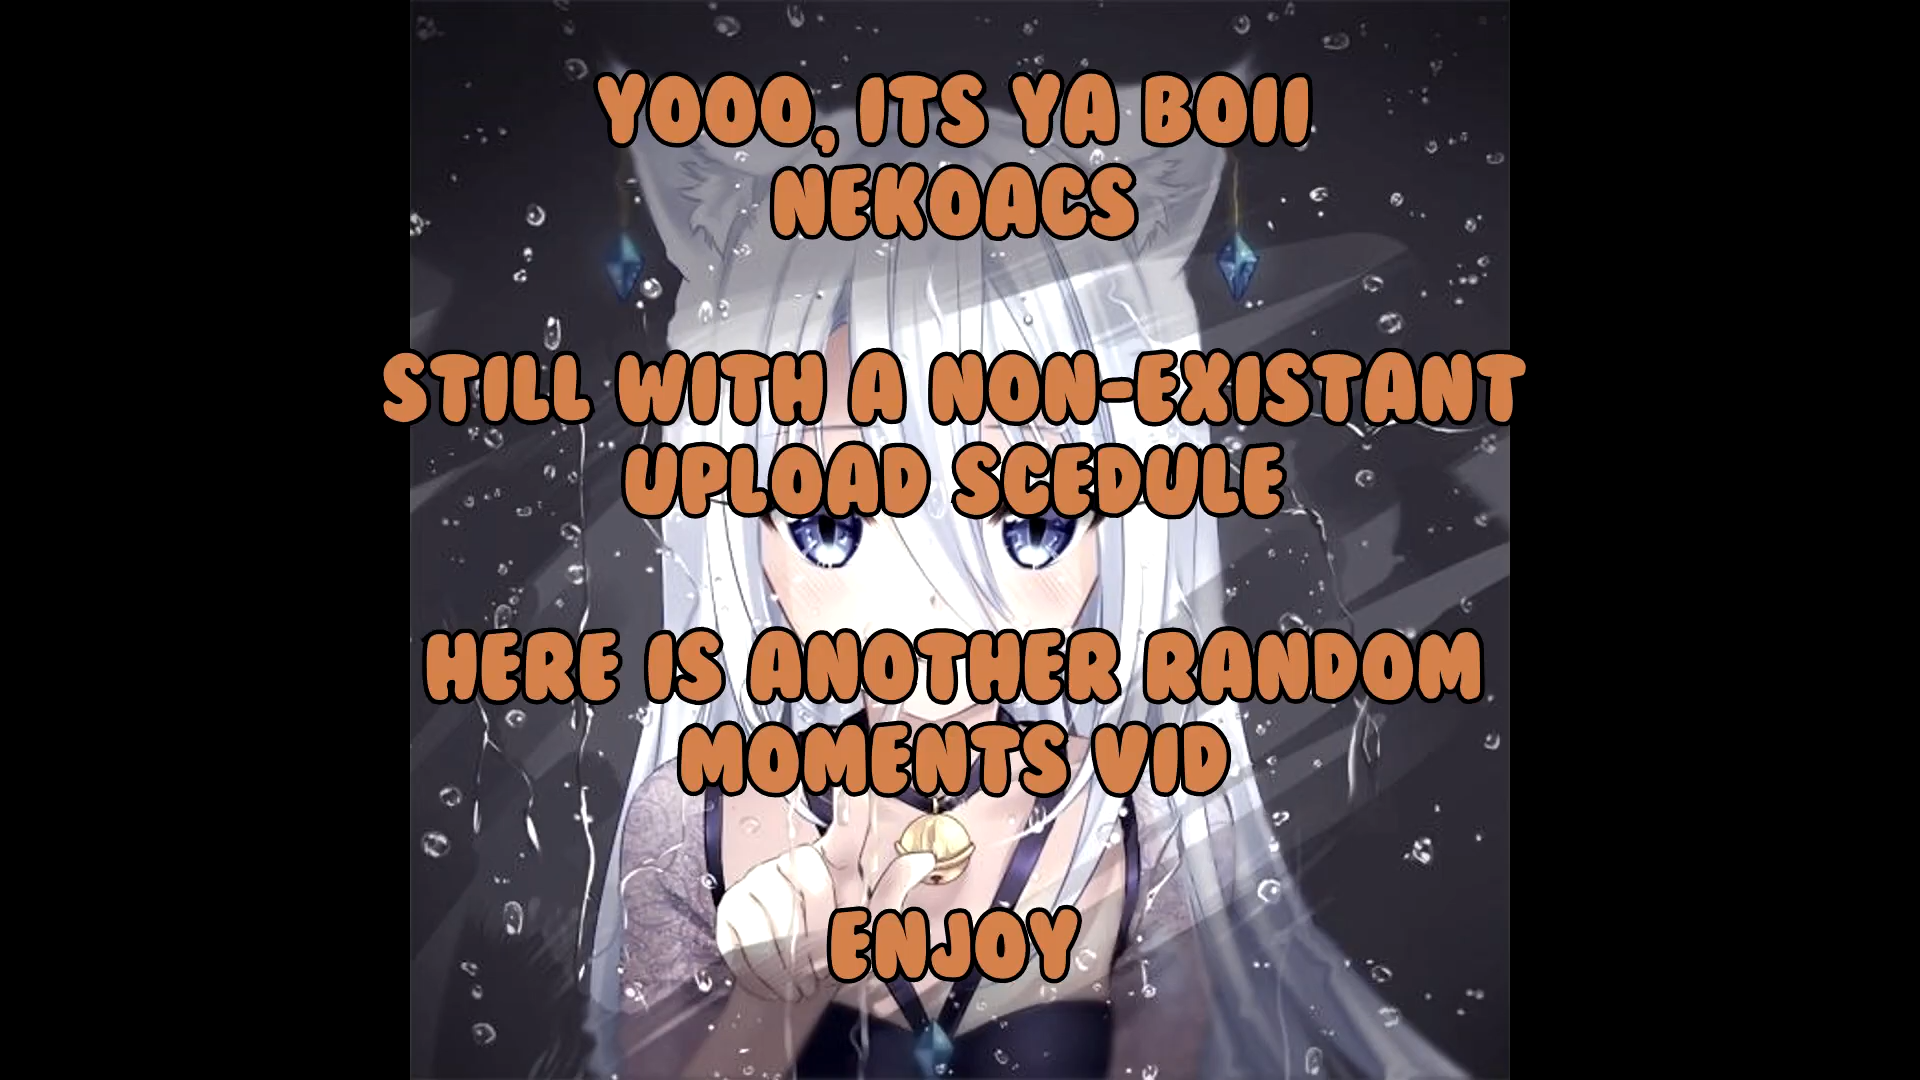 YOOO, ITS YA BOII
NEKOACS
STILL WITH A NON-EXISTANT
UPLOAD SCEDULE
HERE IS ANOTHER RANDOM
MOMENTS VID
ENJOY